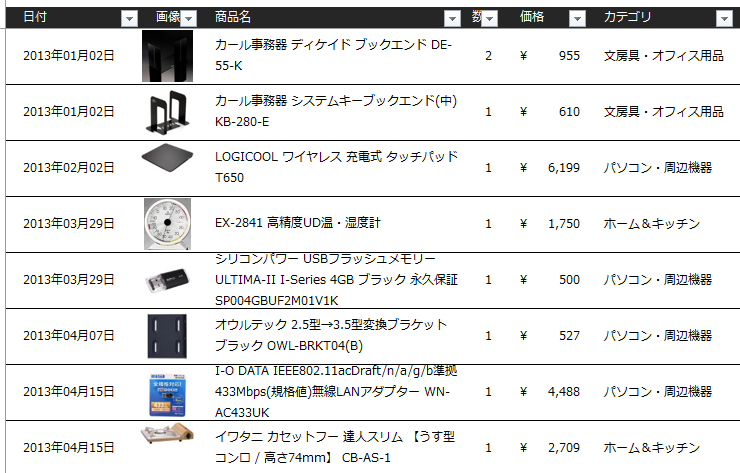 日付 画像 商品名 数 価格 カテゴリ
2013年01月02日 カール事務器 ディケイド ブックエンド DE-
55-K 2 ¥ 955 文房具・オフィス用品
2013年01月02日 カール事務器 システムキーブックエンド(中)
KB-280-E 1 ¥ 610 文房具・オフィス用品
2013年02月02日 LOGICOOL ワイヤレス 充電式 タッチパッド
T650 1 ¥ 6,199 パソコン・周辺機器
2013年03月29日 EX-2841 高精度UD温・湿度計 1 ¥ 1,750 ホーム＆キッチン
シリコンパワー USBフラッシュメモリー
2013年03月29日 ULTIMA-II I-Series 4GB ブラック 永久保証 1 ¥ 500 パソコン・周辺機器
SP004GBUF2M01V1K
2013年04月07日 オウルテック 2.5型→3.5型変換ブラケット
ブラック OWL-BRKT04(B) 1 ¥ 527 パソコン・周辺機器
I-O DATA IEEE802.11acDraft/n/a/g/b準拠
2013年04月15日 433Mbps(規格値)無線LANアダプター WN- 1 ¥ 4,488 パソコン・周辺機器
AC433UK
2013年04月15日 イワタニ カセットフー 達人スリム 【うす型
コンロ / 高さ74mm】 CB-AS-1 1 ¥ 2,709 ホーム＆キッチン